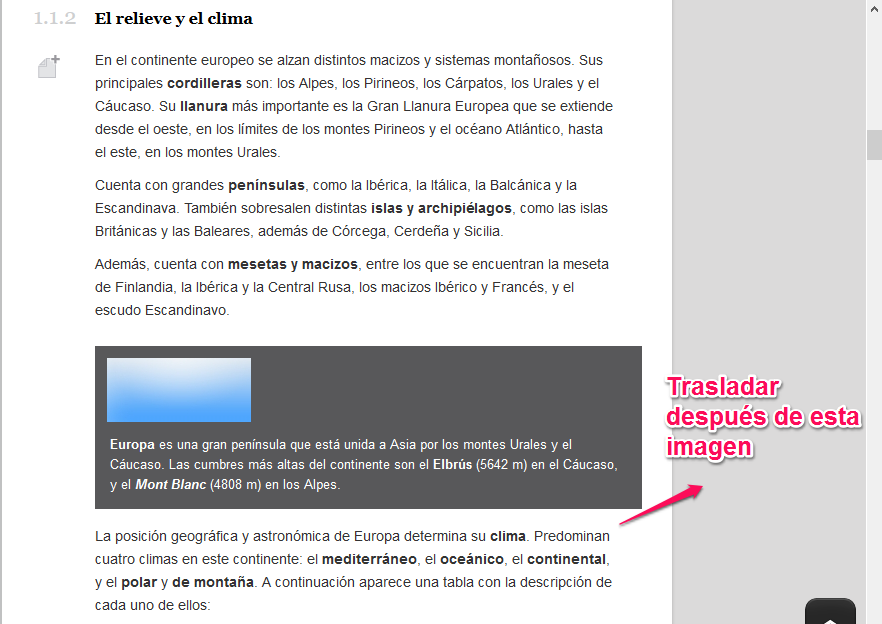 1.1.2 El relieve y el clima
En el continente europeo se alzan distintos macizos y sistemas montañosos. Sus
principales cordilleras son: los Alpes, los Pirineos, los Cárpatos, los Urales y el
Cáucaso. Su llanura más importante es la Gran Llanura Europea que se extiende
desde el oeste, en los límites de los montes Pirineos y el océano Atlántico, hasta
el este, en los montes Urales.
Cuenta con grandes penínsulas, como la Ibérica, la Itálica, la Balcánica y la
Escandinava. También sobresalen distintas islas y archipiélagos, como las islas
Británicas y las Baleares, además de Córcega, Cerdeña y Sicilia.
Además, cuenta con mesetas y macizos, entre los que se encuentran la meseta
de Finlandia, la Ibérica y la Central Rusa, los macizos Ibérico y Francés, y el
escudo Escandinavo.
Europa es una gran península que está unida a Asia por los montes Urales y el
Cáucaso. Las cumbres más altas del continente son el Elbrús (5642 m) en el Cáucaso,
y el Mont Blanc (4808 m) en los Alpes.
Trasladar
después de esta
imagen
La posición geográfica y astronómica de Europa determina su clima. Predominan
cuatro climas en este continente: el mediterráneo, el oceánico, el continental,
y el polar y de montaña. A continuación aparece una tabla con la descripción de
cada uno de ellos: